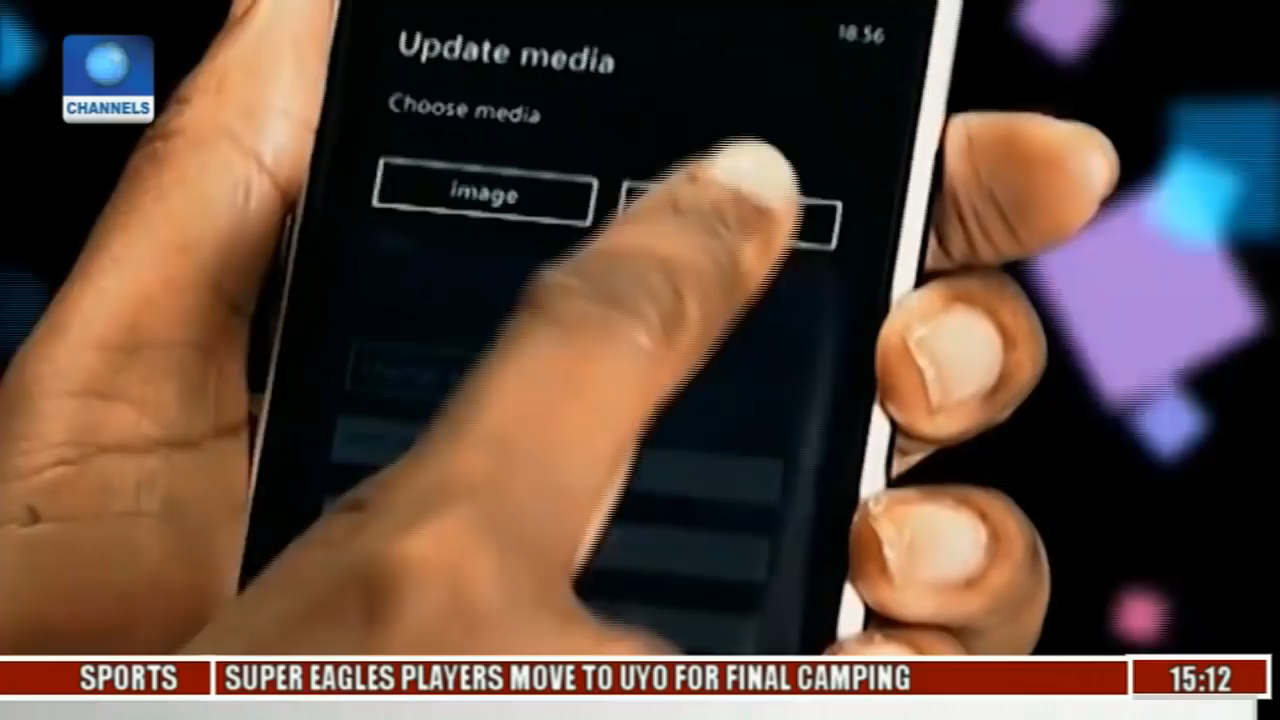 CHANNELS
Update media
18.56
Choose media
image
SPORTS
SUPER EAGLES PLAYERS MOVE TO UYO FOR FINAL CAMPING
15:12